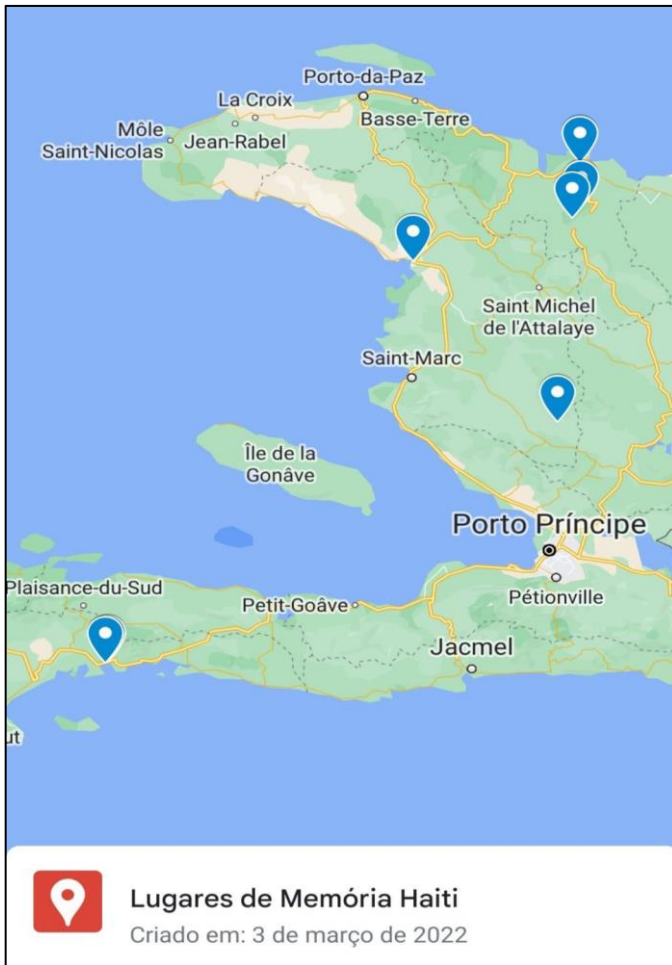 Porto-da-Paz
La Croix
Basse-Terre
Môle
Saint-Nicolas
Jean-Rabel
Saint Michel
de l'Attalaye
Saint-Marc
Île de la
Gonâve
Porto Príncipe
Plaisance-du-Sud
Petit-Goâve
Pétionville
Jacmel
ut
Lugares de Memória Haiti
Criado em: 3 de março de 2022